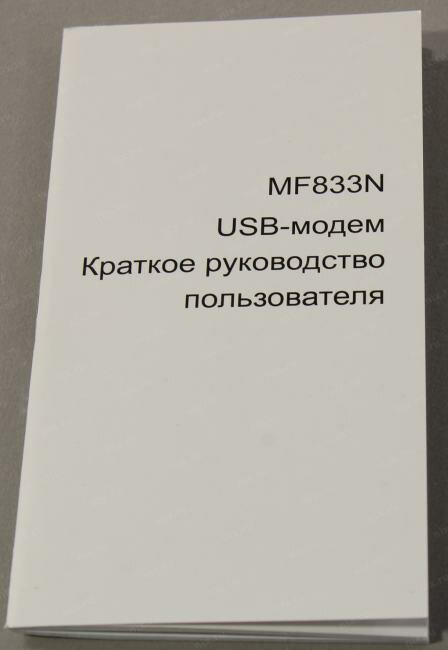 MF833N
USB-модем
Краткое руководство
пользователя